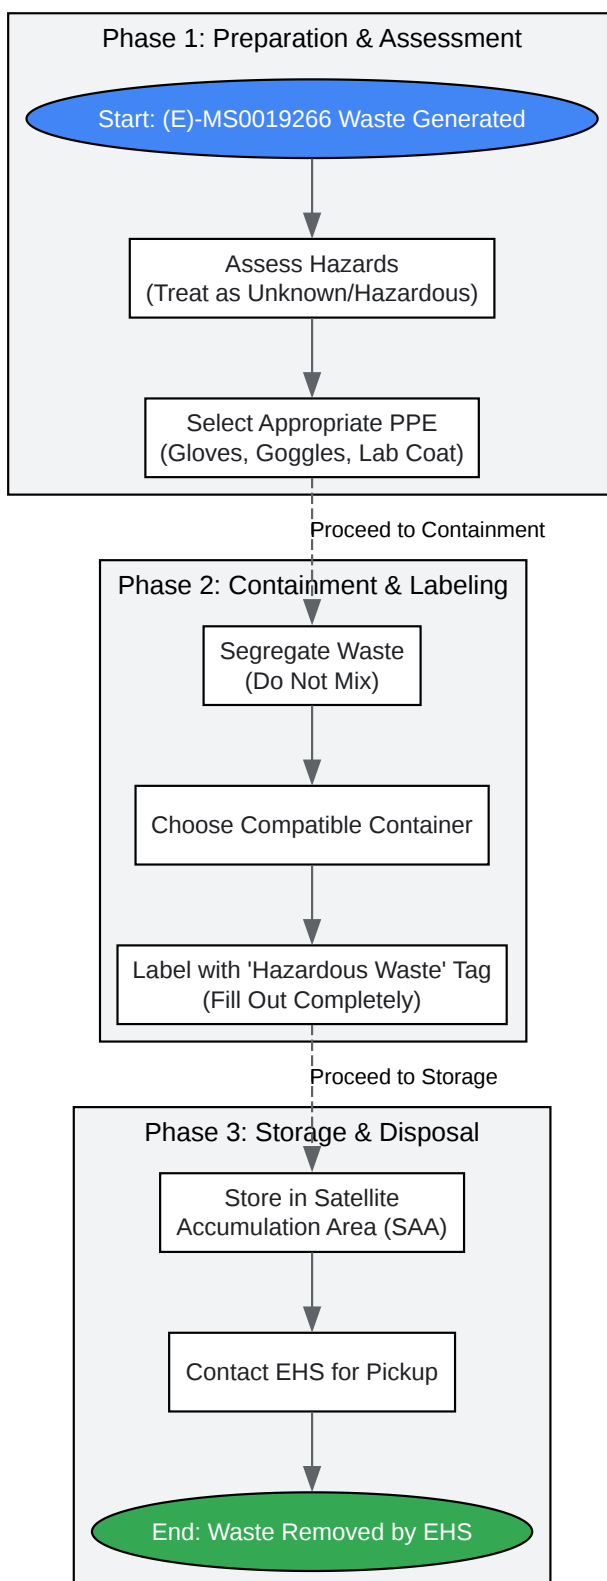 Phase 1: Preparation & Assessment
Start: (E)-MS0019266 Waste Generated
Assess Hazards
(Treat as Unknown/Hazardous)
Select Appropriate PPE
(Gloves, Goggles, Lab Coat)
Proceed to Containment
Phase 2: Containment & Labeling
Segregate Waste
(Do Not Mix)
Choose Compatible Container
Label with 'Hazardous Waste' Tag
(Fill Out Completely)
Proceed to Storage
Phase 3: Storage & Disposal
Store in Satellite
Accumulation Area (SAA)
Contact EHS for Pickup
End: Waste Removed by EHS